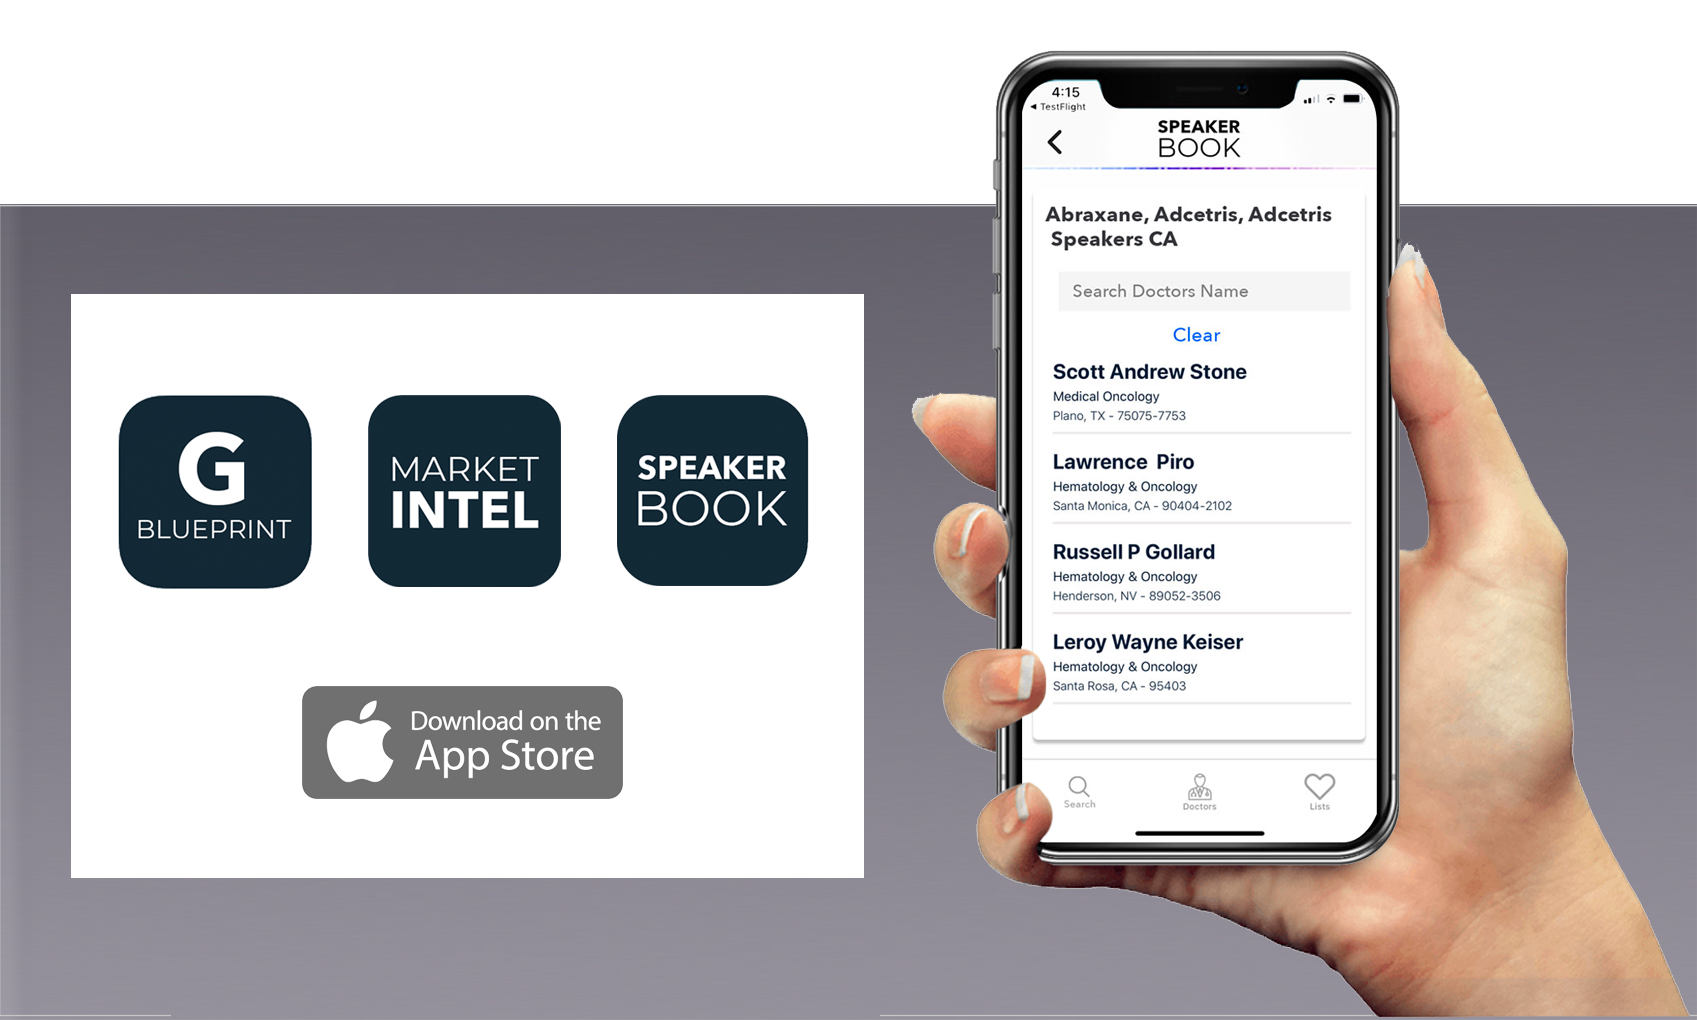 G
BLUEPRINT
MARKET
INTEL
SPEAKER
BOOK
Download on the
App Store
4:15
◀ TestFlight
SPEAKER
BOOK
Abraxane, Adcetris, Adcetris
Speakers CA
Search Doctors Name
Clear
Scott Andrew Stone
Medical Oncology
Plano, TX - 75075-7753
Lawrence Piro
Hematology & Oncology
Santa Monica, CA - 90404-2102
Russell P Gollard
Hematology & Oncology
Henderson, NV - 89052-3506
Leroy Wayne Keiser
Hematology & Oncology
Santa Rosa, CA - 95403
Search
Doctors
Lists